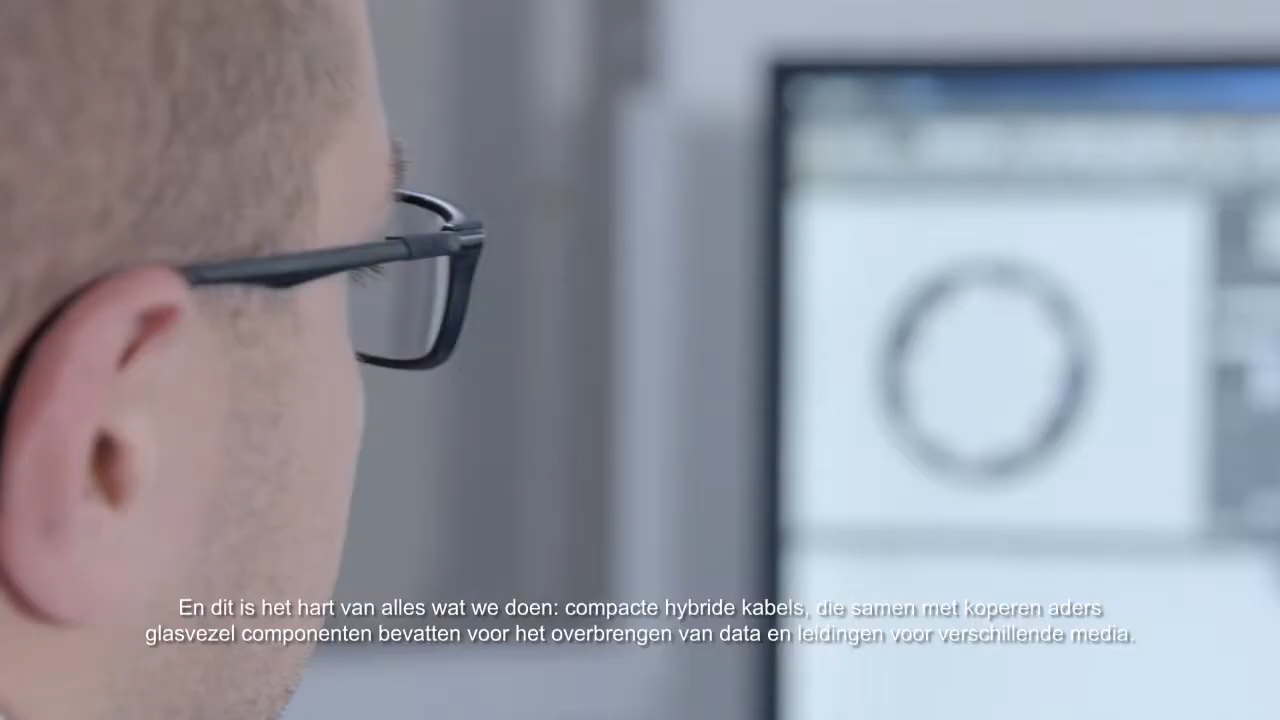 En dit is het hart van alles wat we doen: compacte hybride kabels, die samen met koperen aders
glasvezel componenten bevatten voor het overbrengen van data en leidingen voor verschillende media.